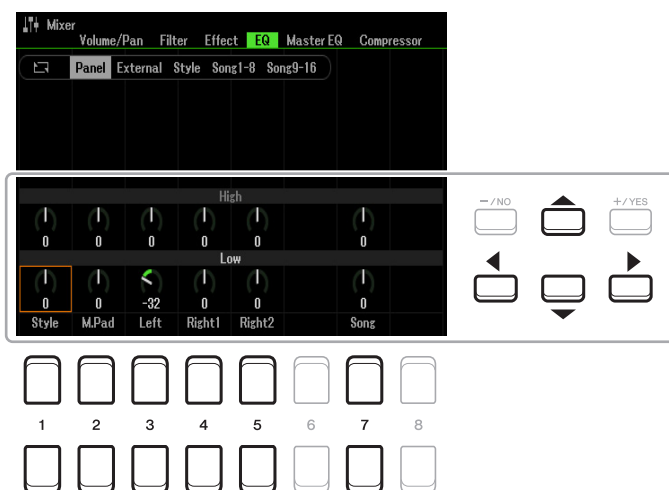 Mixer
Volume/Pan Filter Effect EQ Master EQ Compressor
Panel External Style Song1-8 Song9-16
High
-/NO +/YES
0 0 0 0 0 0
Low
0 0 -32 0 0 0
Style M.Pad Left Right1 Right2 Song
1 2 3 4 5 6 7 8